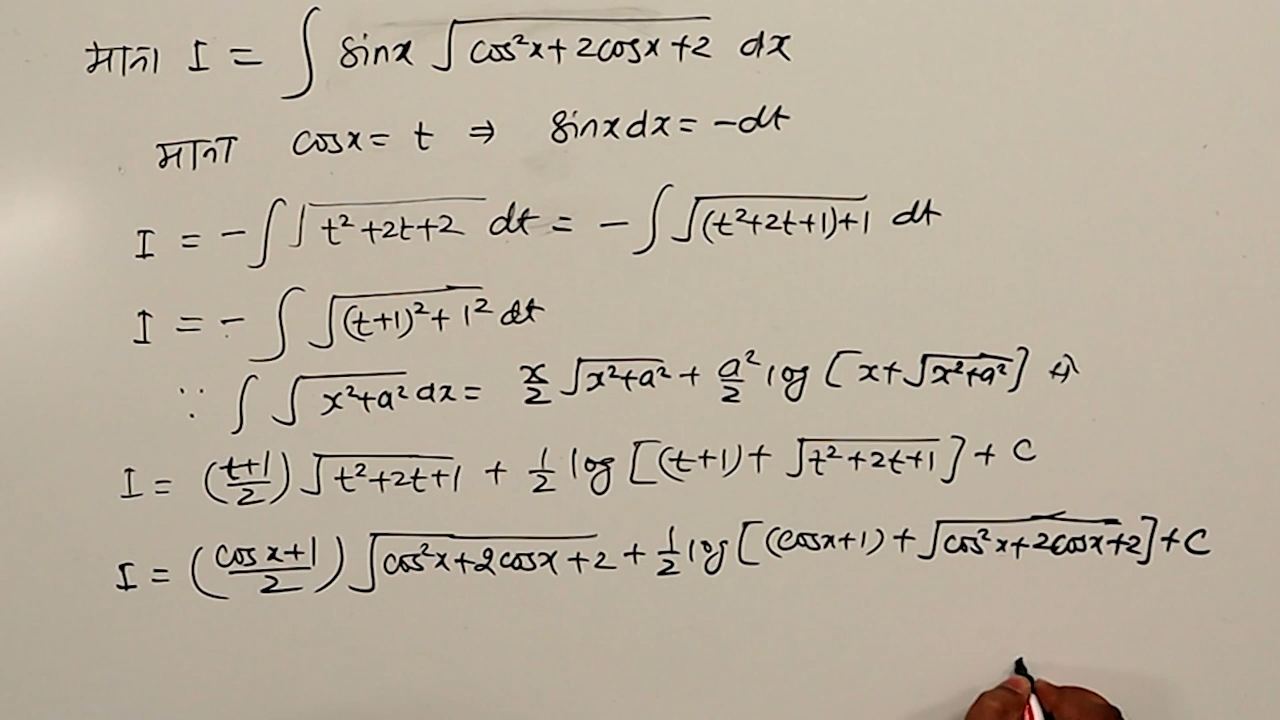 माना I = ∫ sinx √(cos²x+2cosx+2) dx
माना cosx = t ⇒ sinxdx = -dt
I = -∫√(t²+2t+2) dt = -∫√((t²+2t+1)+1) dt
I = -∫√((t+1)²+1²) dt
∵ ∫√(x²+a²) dx = x/2 √(x²+a²) + a²/2 log [x+√(x²+a²)]
I = ((t+1)/2) √(t²+2t+1) + 1/2 log [(t+1)+√(t²+2t+1)] + C
I = ((cosx+1)/2) √(cos²x+2cosx+2) + 1/2 log [(cosx+1)+√(cos²x+2cosx+2)] + C